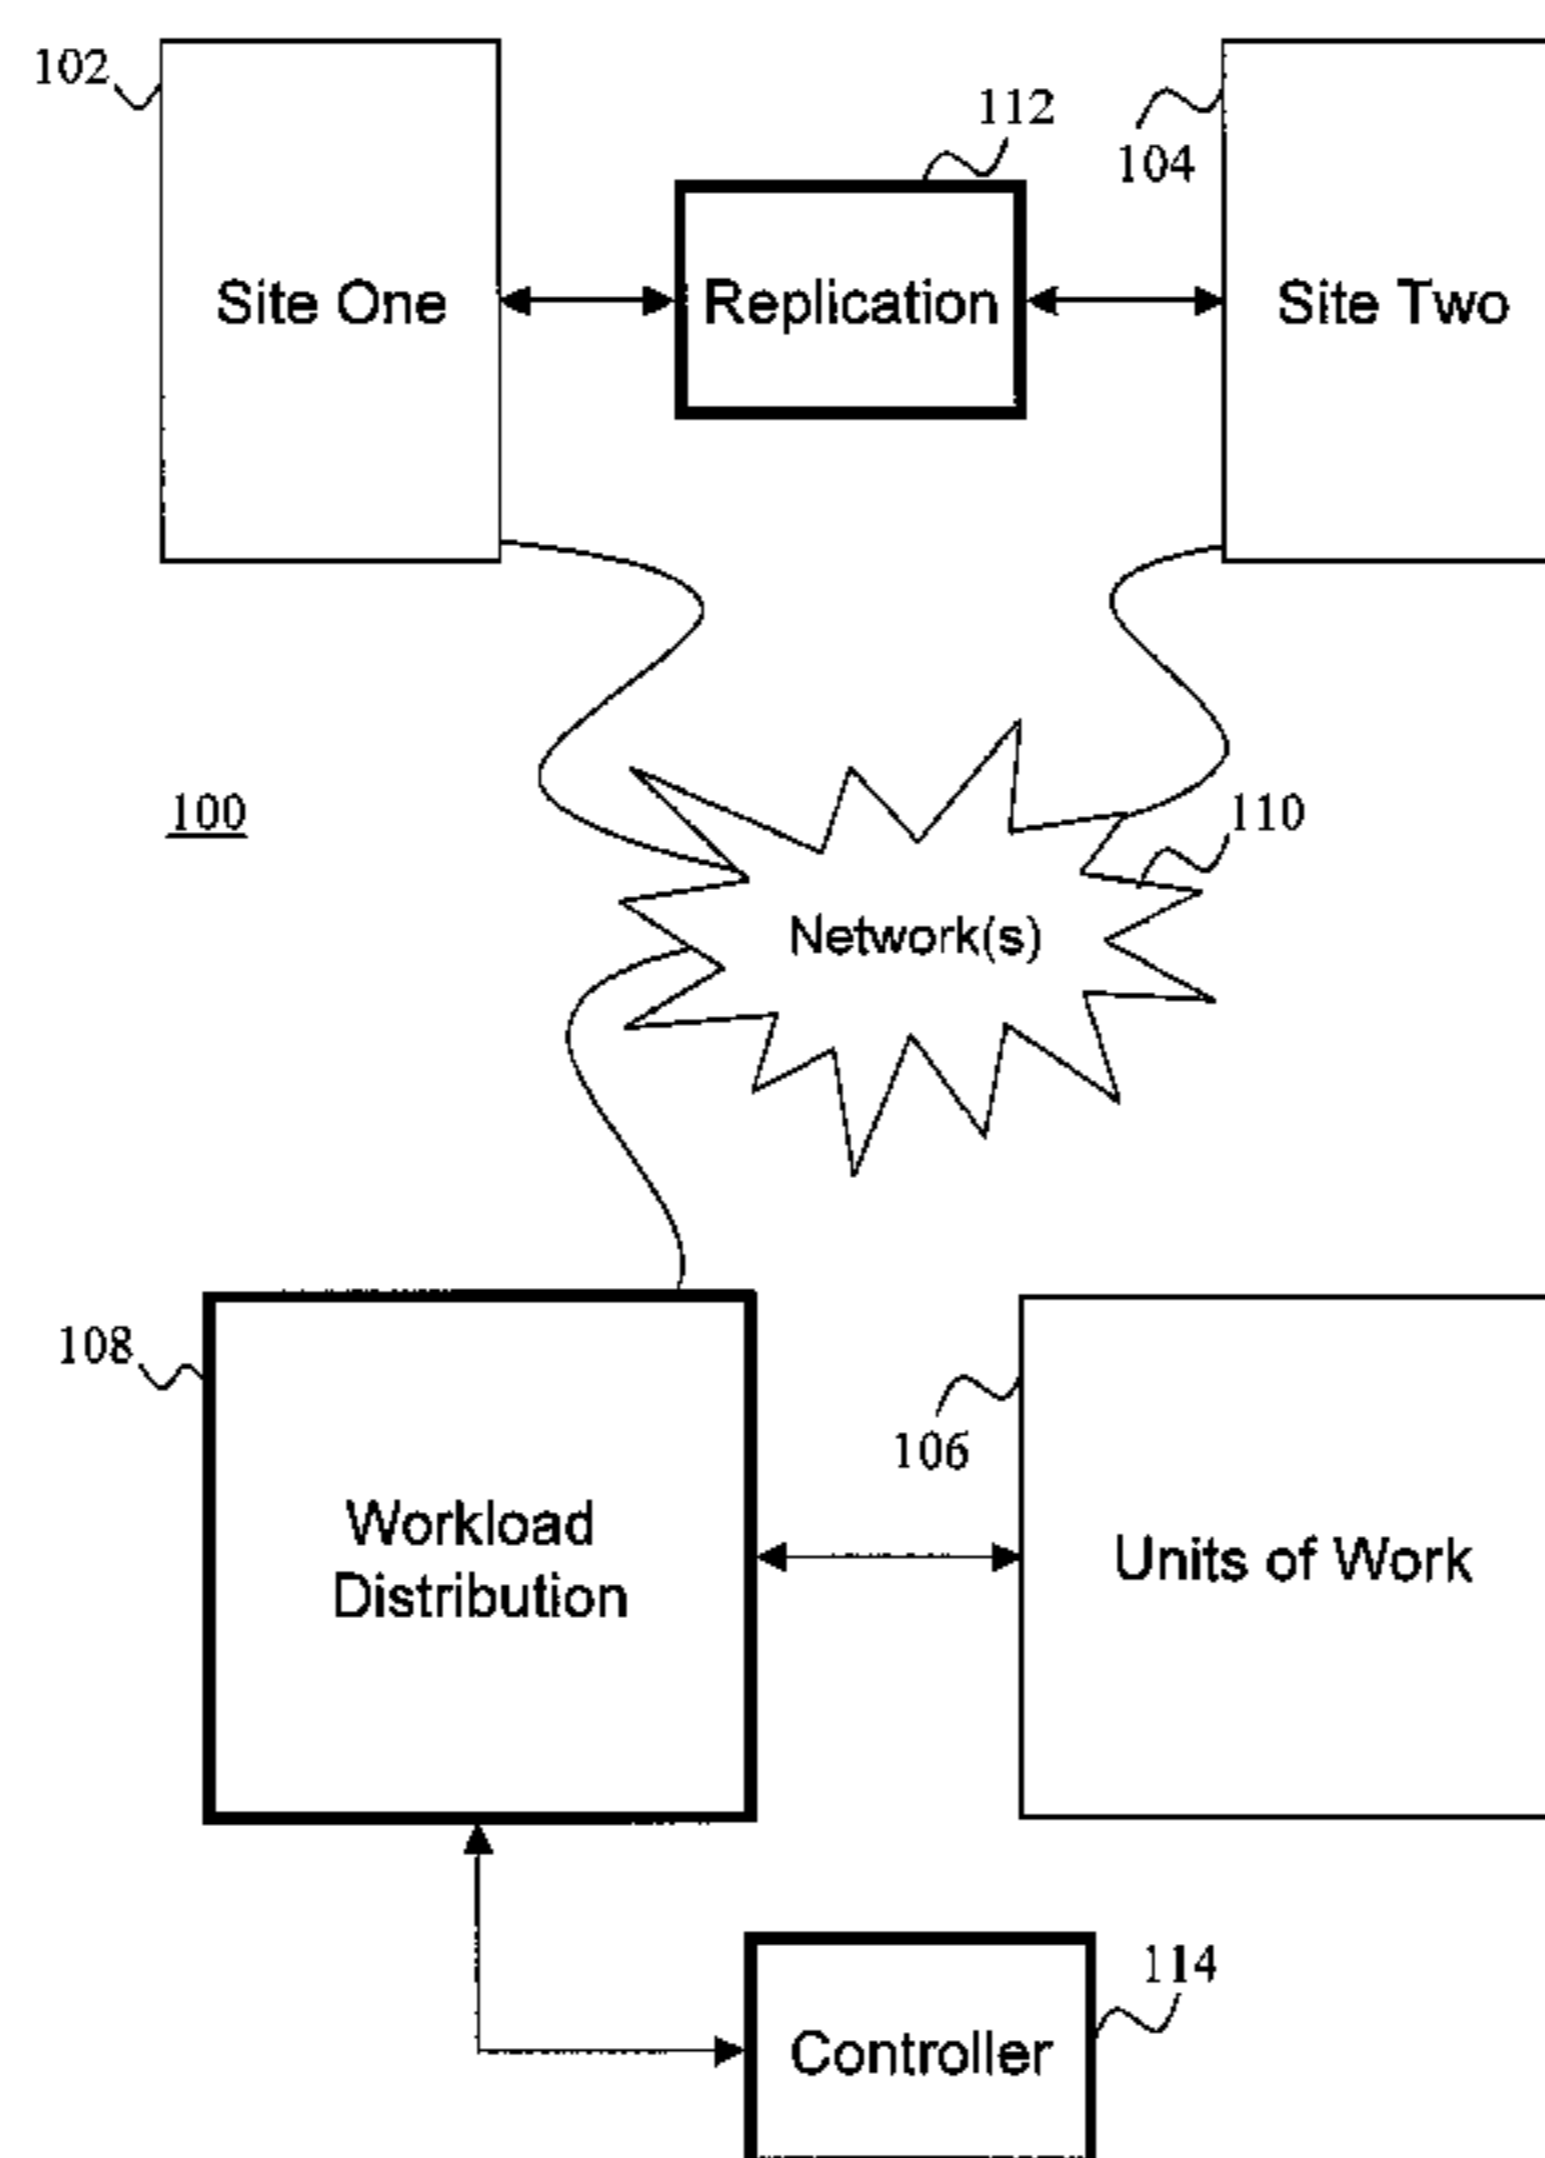 102
112
104
Site One
Replication
Site Two
100
110
Network(s)
108
106
Workload
Distribution
Units of Work
114
Controller